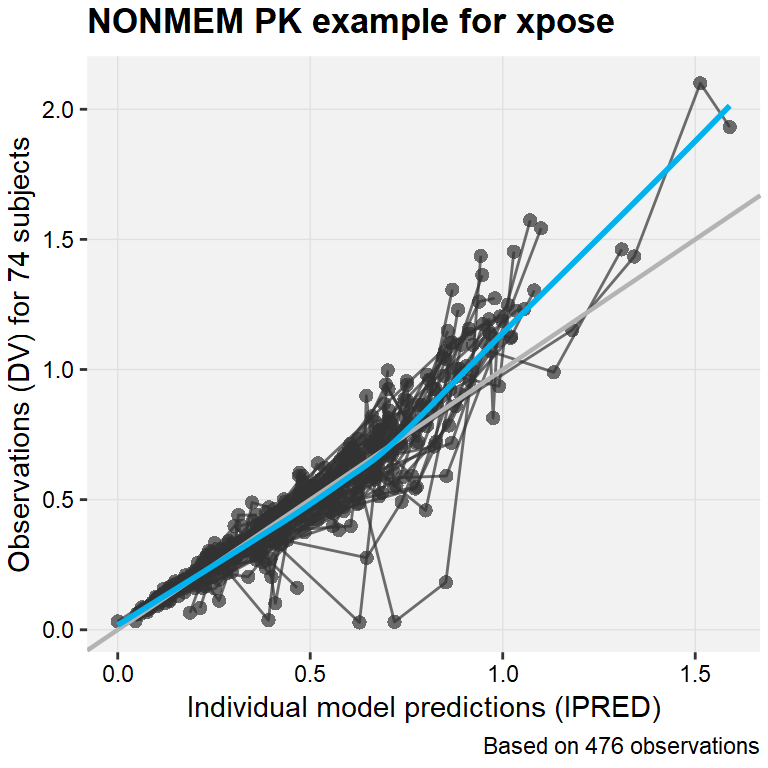 NONMEM PK example for xpose
Observations (DV) for 74 subjects
2.0
1.5
1.0
0.5
0.0
0.0 0.5 1.0 1.5
Individual model predictions (IPRED)
Based on 476 observations